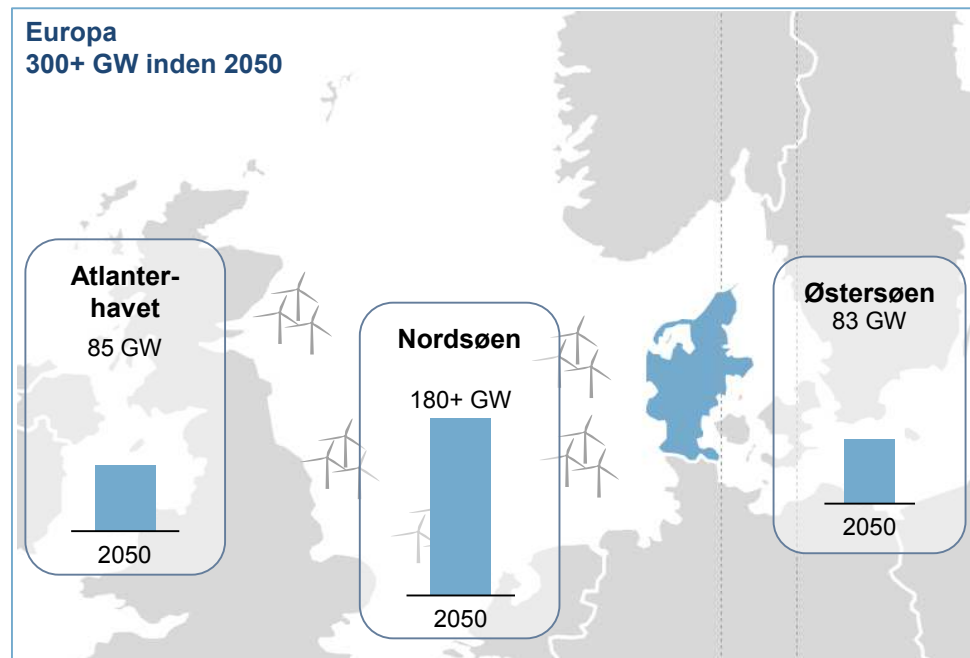 Europa
300+ GW inden 2050
Atlanter-
havet
85 GW
2050
Nordsøen
180+ GW
2050
Østersøen
83 GW
2050